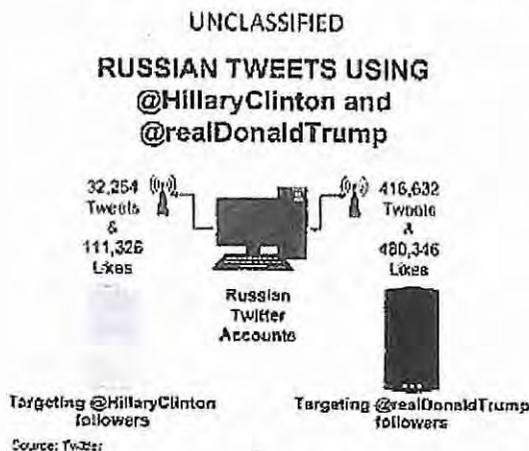 UNCLASSIFIED
RUSSIAN TWEETS USING
@HillaryClinton and
@realDonaldTrump
32,254
Tweets
&
111,326
Likes
416,632
Tweets
&
480,346
Likes
Russian
Twitter
Accounts
Targeting @HillaryClinton
followers
Targeting @realDonaldTrump
followers
Source: Twitter